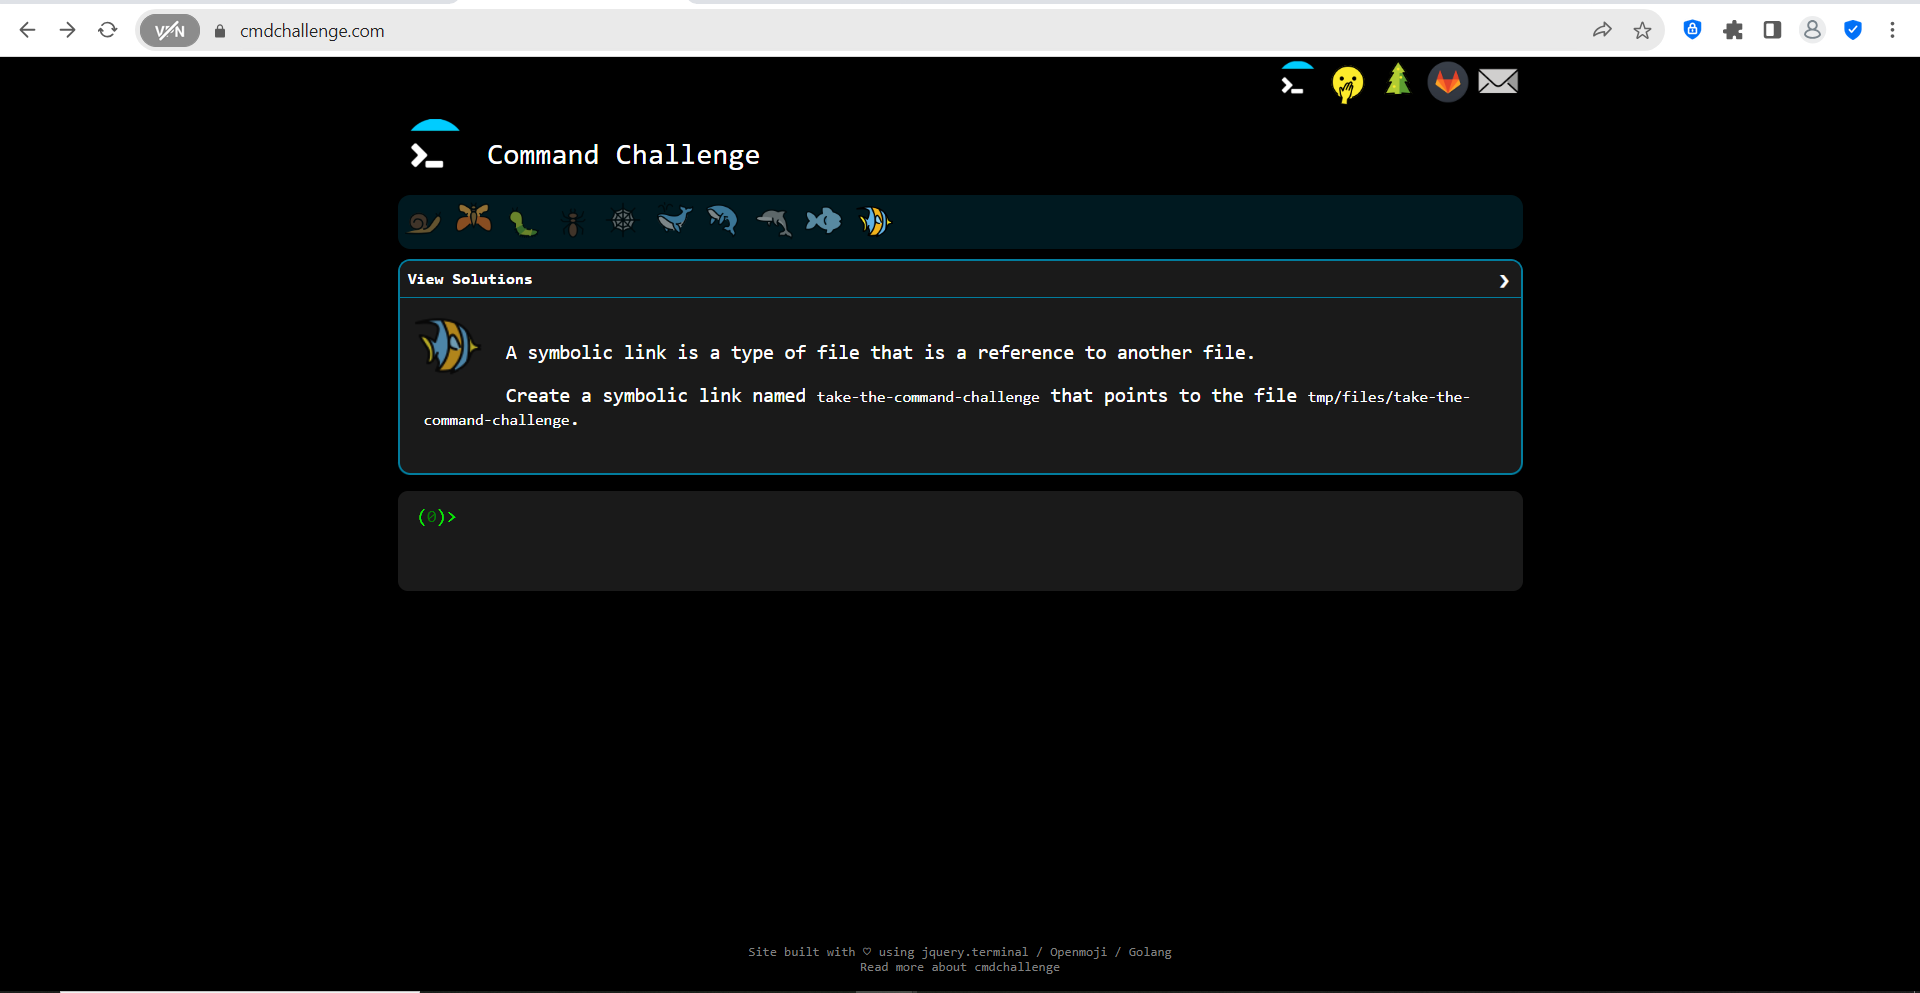 VPN
cmdchallenge.com
Command Challenge
View Solutions
A symbolic link is a type of file that is a reference to another file.
Create a symbolic link named take-the-command-challenge that points to the file tmp/files/take-the-
command-challenge.
(0)>
Site built with ♡ using jquery.terminal / Openmoji / Golang
Read more about cmdchallenge